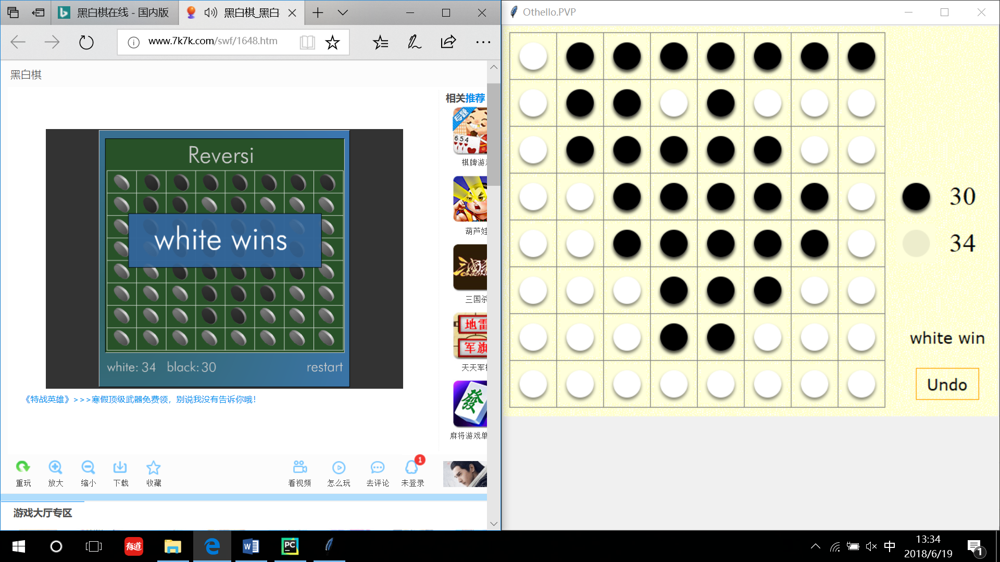 黑白棋在线 - 国内版
黑白棋_黑白
Othello.PVP
www.7k7k.com/swf/1648.htm
黑白棋
相关推荐
专题
654
棋牌游
葫芦娃
三国杀
地雷
军旗
天天军棋
發
麻将游戏单
Reversi
white wins
white: 34 black: 30 restart
《特战英雄》>>>寒假顶级武器免费领，别说我没有告诉你哦！
30
34
white win
Undo
重玩 放大 缩小 下载 收藏 看视频 怎么玩 去评论 未登录
1
游戏大厅专区
有道
PC
中
13:34
2018/6/19
1